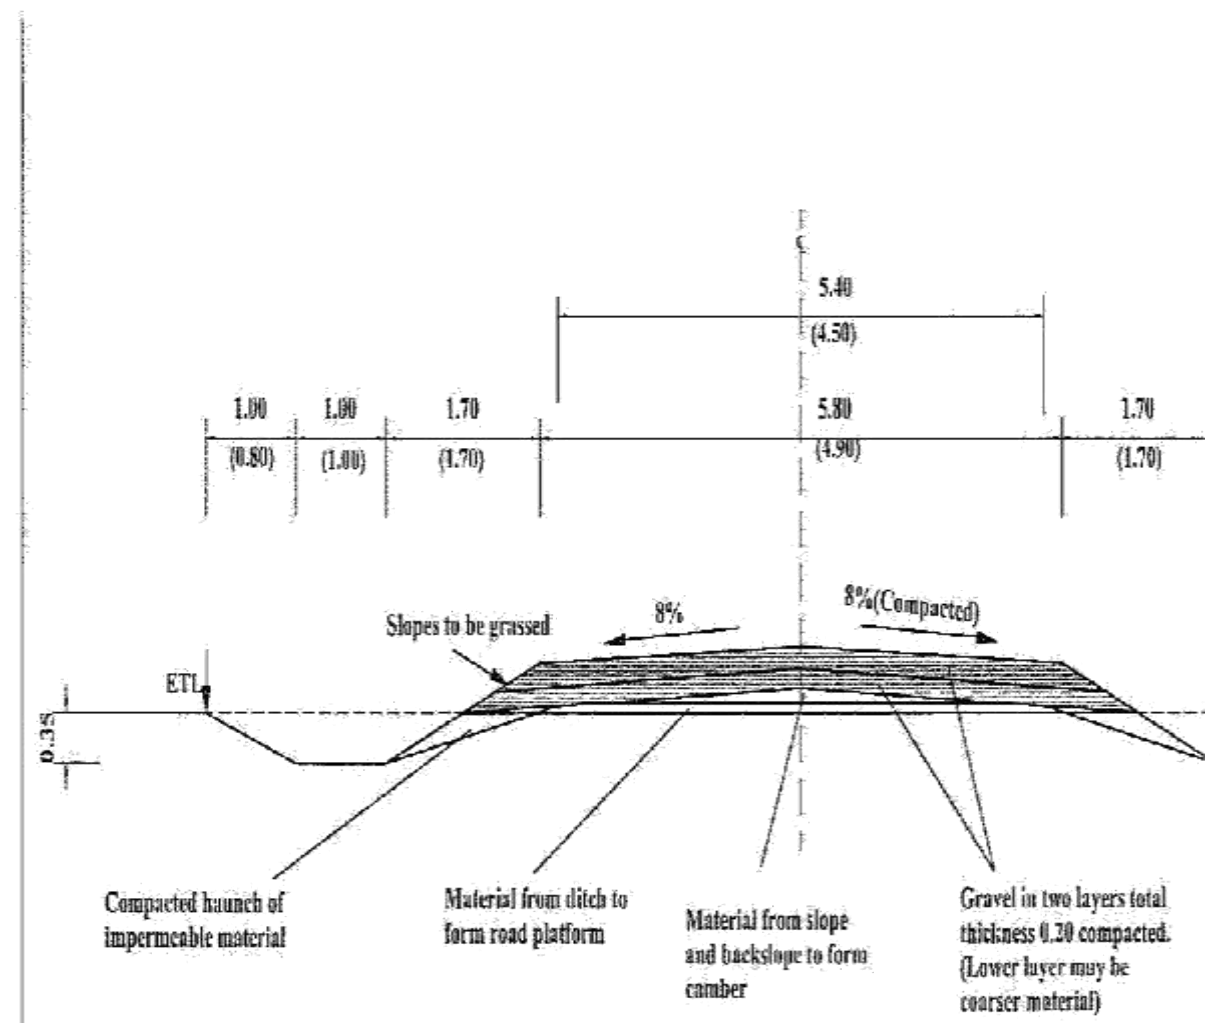 ℄
5.40
(4.50)
1.00
1.00
1.70
5.80
1.70
(0.80)
(1.00)
(1.70)
(4.90)
(1.70)
8%
8%(Compacted)
Slopes to be grassed
ETL
0.35
Compacted haunch of
impermeable material
Material from ditch to
form road platform
Material from slope
and backslope to form
camber
Gravel in two layers total
thickness 0.20 compacted.
(Lower layer may be
coarser material)